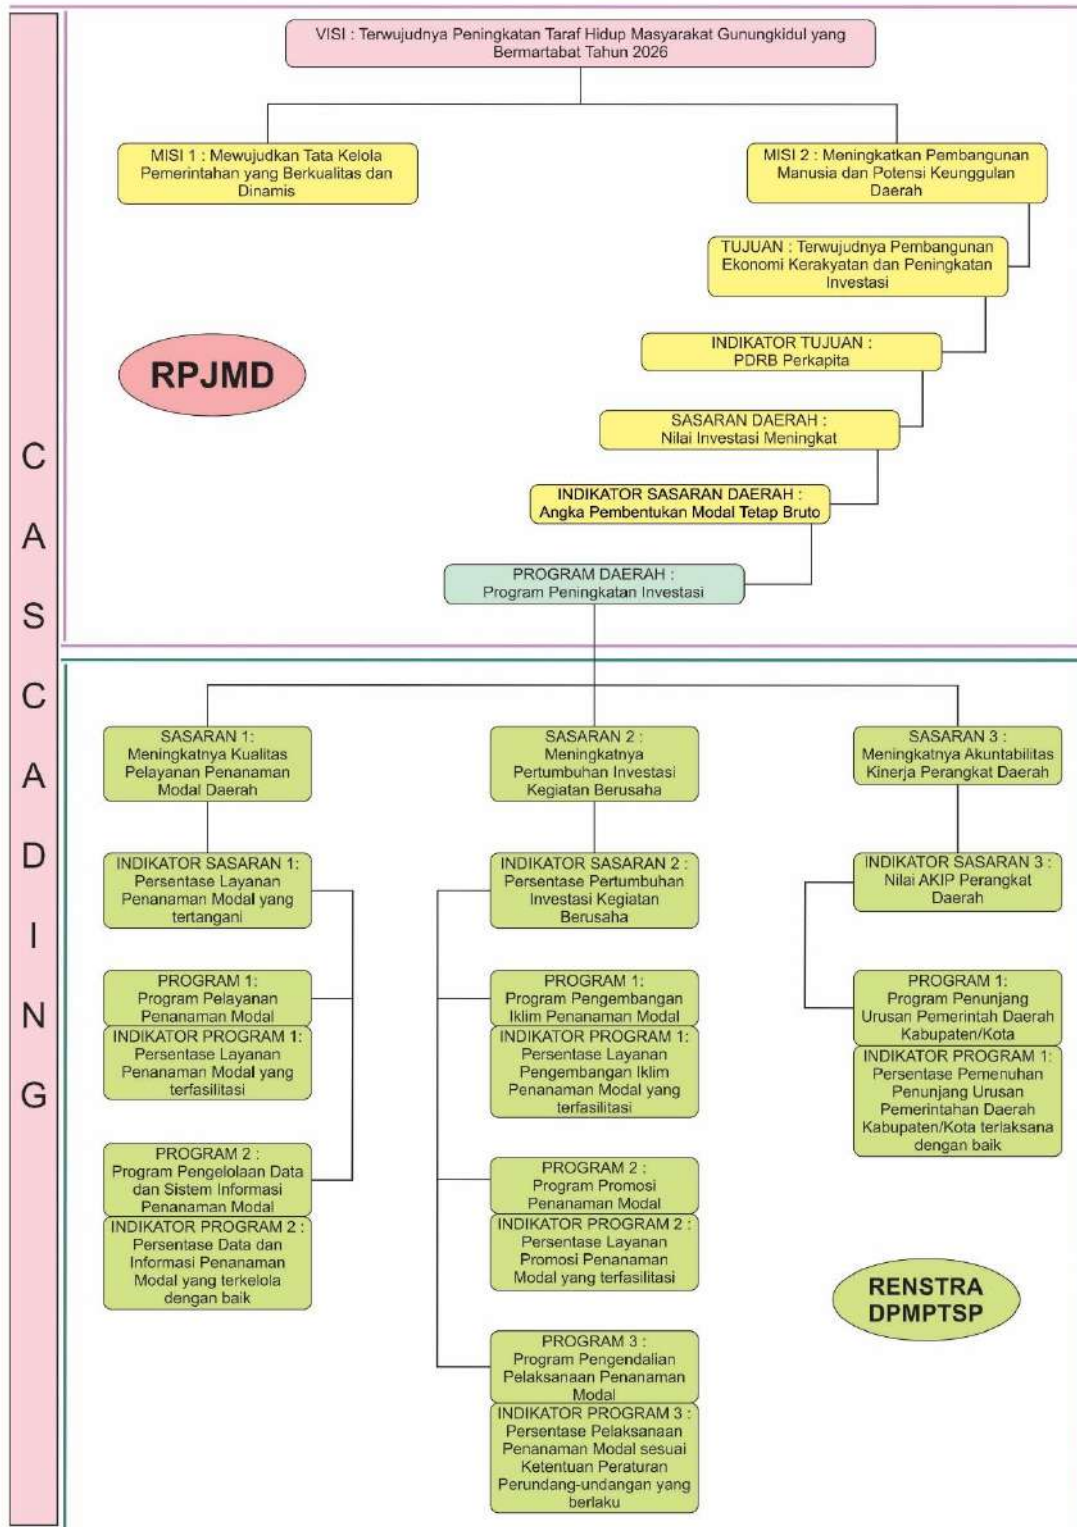 CASCADING
VISI : Terwujudnya Peningkatan Taraf Hidup Masyarakat Gunungkidul yang
Bermartabat Tahun 2026
MISI 1 : Mewujudkan Tata Kelola
Pemerintahan yang Berkualitas dan
Dinamis
MISI 2 : Meningkatkan Pembangunan
Manusia dan Potensi Keunggulan
Daerah
TUJUAN : Terwujudnya Pembangunan
Ekonomi Kerakyatan dan Peningkatan
Investasi
INDIKATOR TUJUAN :
PDRB Perkapita
RPJMD
SASARAN DAERAH :
Nilai Investasi Meningkat
INDIKATOR SASARAN DAERAH :
Angka Pembentukan Modal Tetap Bruto
PROGRAM DAERAH :
Program Peningkatan Investasi
SASARAN 1:
Meningkatnya Kualitas
Pelayanan Penanaman
Modal Daerah
INDIKATOR SASARAN 1:
Persentase Layanan
Penanaman Modal yang
tertangani
PROGRAM 1:
Program Pelayanan
Penanaman Modal
INDIKATOR PROGRAM 1:
Persentase Layanan
Penanaman Modal yang
terfasilitasi
PROGRAM 2 :
Program Pengelolaan Data
dan Sistem Informasi
Penanaman Modal
INDIKATOR PROGRAM 2 :
Persentase Data dan
Informasi Penanaman
Modal yang terkelola
dengan baik
SASARAN 2 :
Meningkatnya
Pertumbuhan Investasi
Kegiatan Berusaha
INDIKATOR SASARAN 2 :
Persentase Pertumbuhan
Investasi Kegiatan
Berusaha
PROGRAM 1:
Program Pengembangan
Iklim Penanaman Modal
INDIKATOR PROGRAM 1:
Persentase Layanan
Pengembangan Iklim
Penanaman Modal yang
terfasilitasi
PROGRAM 2 :
Program Promosi
Penanaman Modal
INDIKATOR PROGRAM 2 :
Persentase Layanan
Promosi Penanaman
Modal yang terfasilitasi
PROGRAM 3 :
Program Pengendalian
Pelaksanaan Penanaman
Modal
INDIKATOR PROGRAM 3 :
Persentase Pelaksanaan
Penanaman Modal sesuai
Ketentuan Peraturan
Perundang-undangan yang
berlaku
SASARAN 3 :
Meningkatnya Akuntabilitas
Kinerja Perangkat Daerah
INDIKATOR SASARAN 3 :
Nilai AKIP Perangkat
Daerah
PROGRAM 1:
Program Penunjang
Urusan Pemerintah Daerah
Kabupaten/Kota
INDIKATOR PROGRAM 1:
Persentase Pemenuhan
Penunjang Urusan
Pemerintahan Daerah
Kabupaten/Kota terlaksana
dengan baik
RENSTRA
DPMPTSP